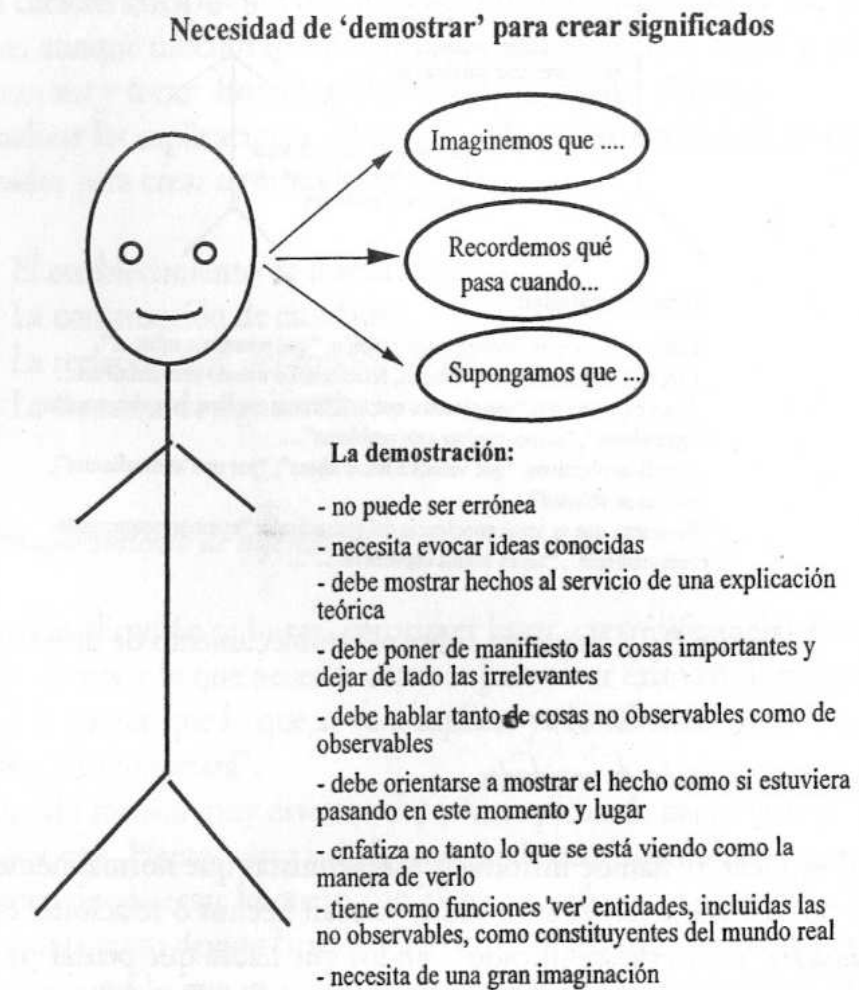 Necesidad de ‘demostrar’ para crear significados
Imaginemos que ....
Recordemos qué
pasa cuando...
Supongamos que ...
La demostración:
- no puede ser errónea
- necesita evocar ideas conocidas
- debe mostrar hechos al servicio de una explicación
teórica
- debe poner de manifiesto las cosas importantes y
dejar de lado las irrelevantes
- debe hablar tanto de cosas no observables como de
observables
- debe orientarse a mostrar el hecho como si estuviera
pasando en este momento y lugar
- enfatiza no tanto lo que se está viendo como la
manera de verlo
- tiene como funciones 'ver' entidades, incluidas las
no observables, como constituyentes del mundo real
- necesita de una gran imaginación